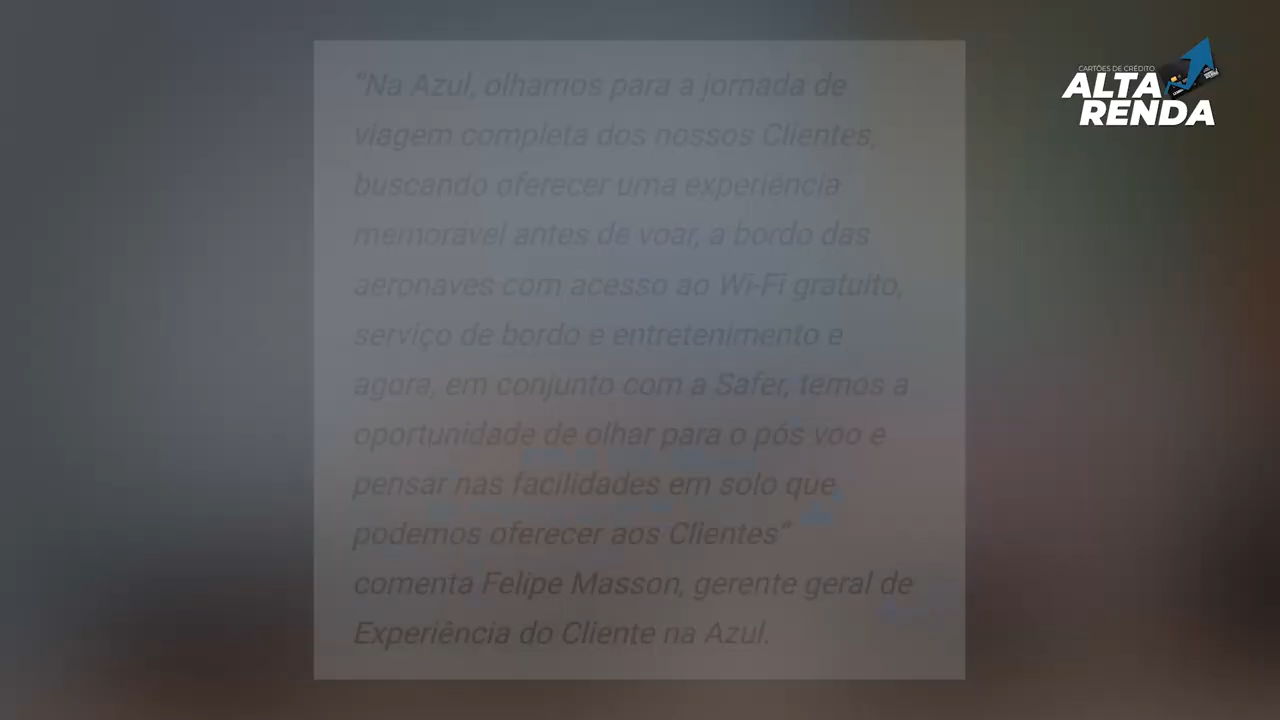 CARTÕES DE CRÉDITO
ALTA
RENDA
“Na Azul, olhamos para a jornada de
viagem completa dos nossos Clientes,
buscando oferecer uma experiência
memorável antes de voar, a bordo das
aeronaves com acesso ao Wi-Fi gratuito,
serviço de bordo e entretenimento e
agora, em conjunto com a Safer, temos a
oportunidade de olhar para o pós voo e
pensar nas facilidades em solo que
podemos oferecer aos Clientes”
comenta Felipe Masson, gerente geral de
Experiência do Cliente na Azul.